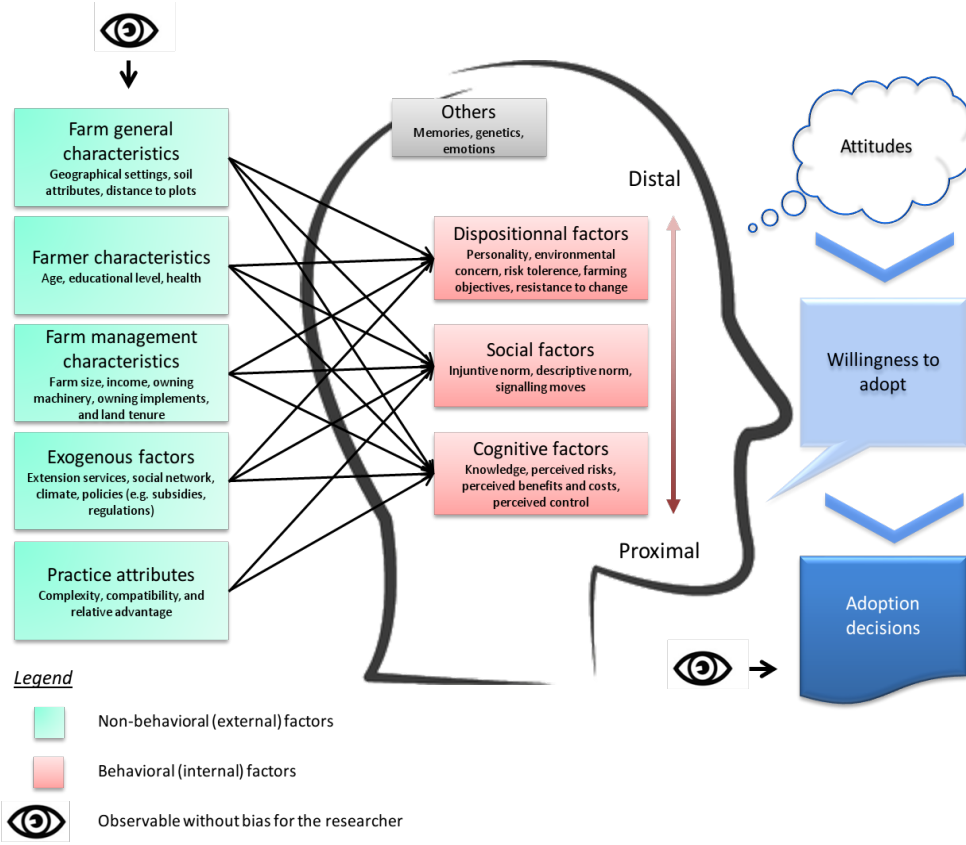 Farm general
characteristics
Geographical settings, soil
attributes, distance to plots
Farmer characteristics
Age, educational level, health
Farm management
characteristics
Farm size, income, owning
machinery, owning implements,
and land tenure
Exogenous factors
Extension services, social network,
climate, policies (e.g. subsidies,
regulations)
Practice attributes
Complexity, compatibility, and
relative advantage
Others
Memories, genetics,
emotions
Distal
Dispositionnal factors
Personality, environmental
concern, risk tolerence, farming
objectives, resistance to change
Social factors
Injuntive norm, descriptive norm,
signalling moves
Cognitive factors
Knowledge, perceived risks,
perceived benefits and costs,
perceived control
Proximal
Attitudes
Willingness to
adopt
Adoption
decisions
Legend
Non-behavioral (external) factors
Behavioral (internal) factors
Observable without bias for the researcher